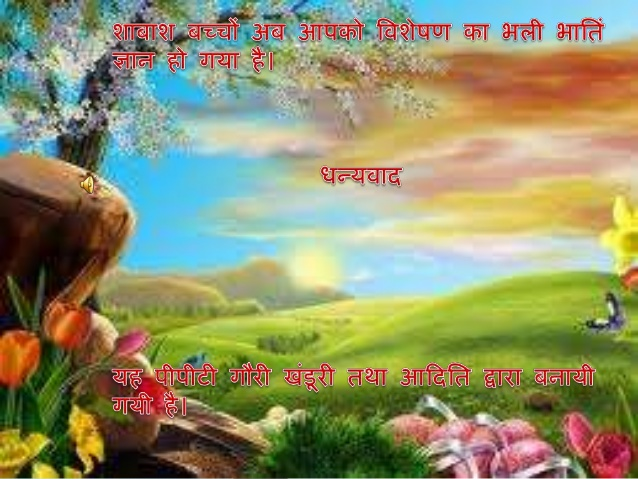 शाबाश बच्चों अब आपको विशेषण का भली भातिं
ज्ञान हो गया है।
धन्यवाद
यह पीपीटी गौरी खंडूरी तथा आदिति द्वारा बनायी
गयी है।